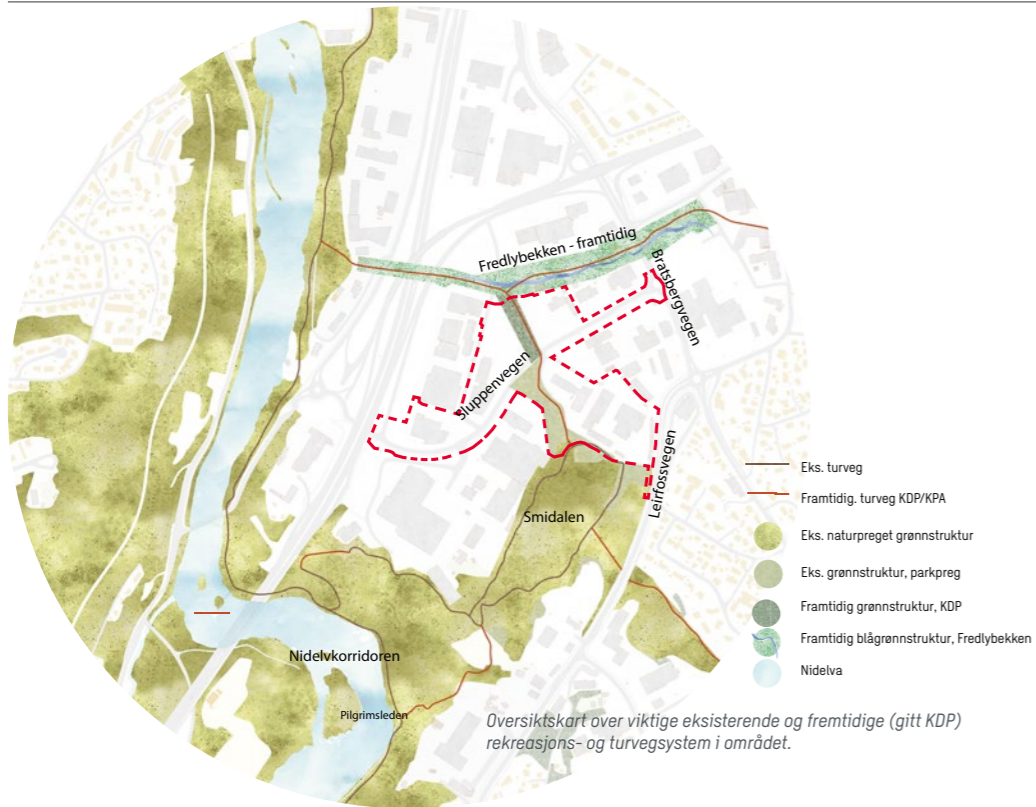 Fredlybekken - framtidig
Bratsbergvegen
Sluppenvegen
Leirfossvegen
Smidalen
Nidelvkorridoren
Pilgrimsleden
Eks. turveg
Framtidig. turveg KDP/KPA
Eks. naturpreget grønnstruktur
Eks. grønnstruktur, parkpreg
Framtidig grønnstruktur, KDP
Framtidig blågrønnstruktur, Fredlybekken
Nidelva
Oversiktskart over viktige eksisterende og fremtidige (gitt KDP)
rekreasjons- og turvegsystem i området.